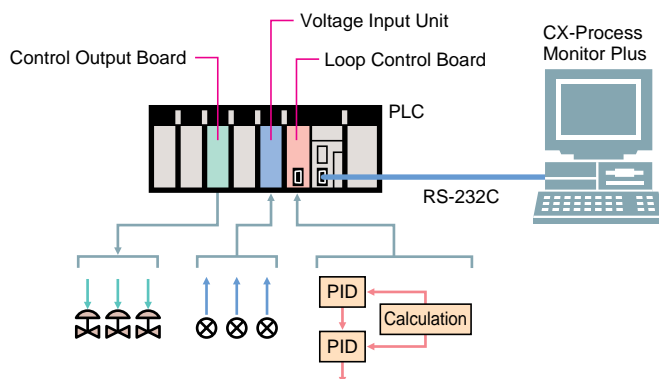 Voltage Input Unit
Control Output Board
Loop Control Board
CX-Process
Monitor Plus
PLC
RS-232C
PID
Calculation
PID